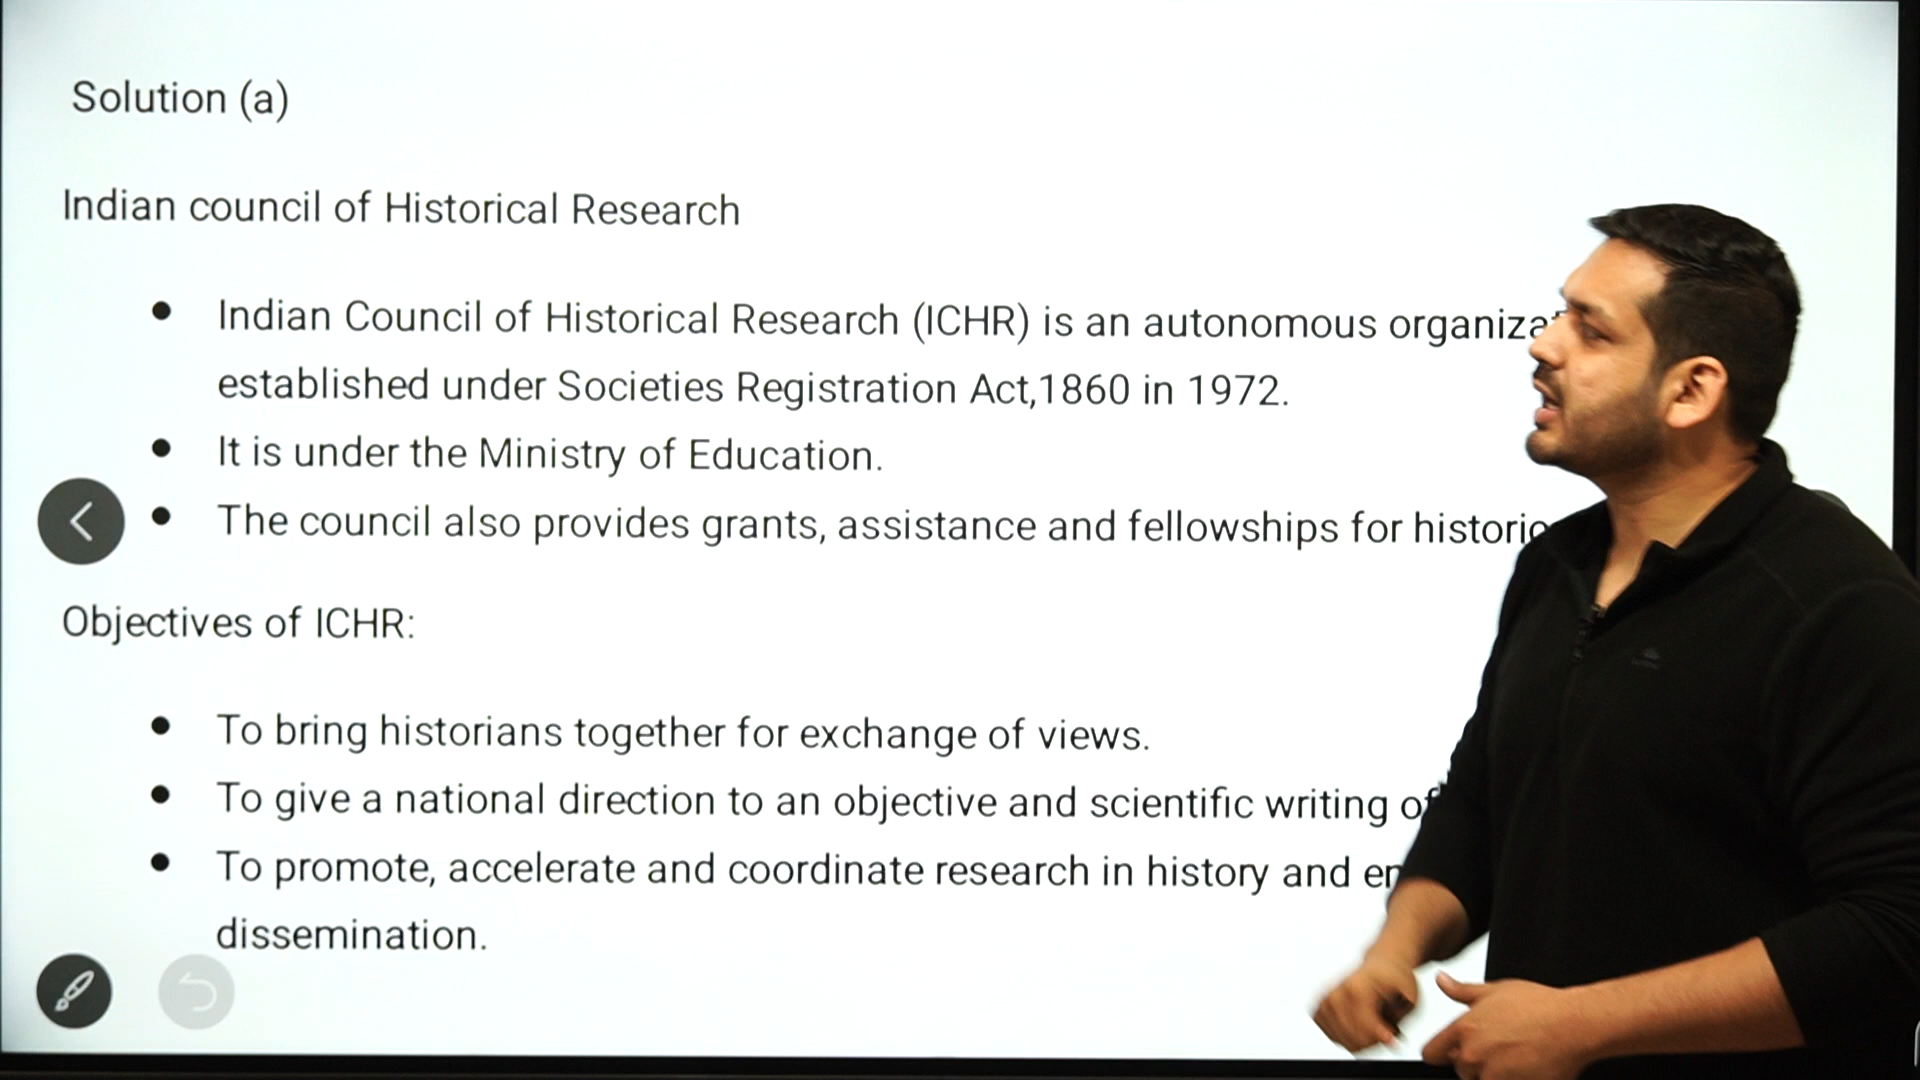 Solution (a)
Indian council of Historical Research
Indian Council of Historical Research (ICHR) is an autonomous
established under Societies Registration Act,1860 in 1972.
It is under the Ministry of Education.
The council also provides grants, assistance and fellowships for
Objectives of ICHR:
To bring historians together for exchange of views.
To give a national direction to an objective and scientific writing of
To promote, accelerate and coordinate research in history and
dissemination.